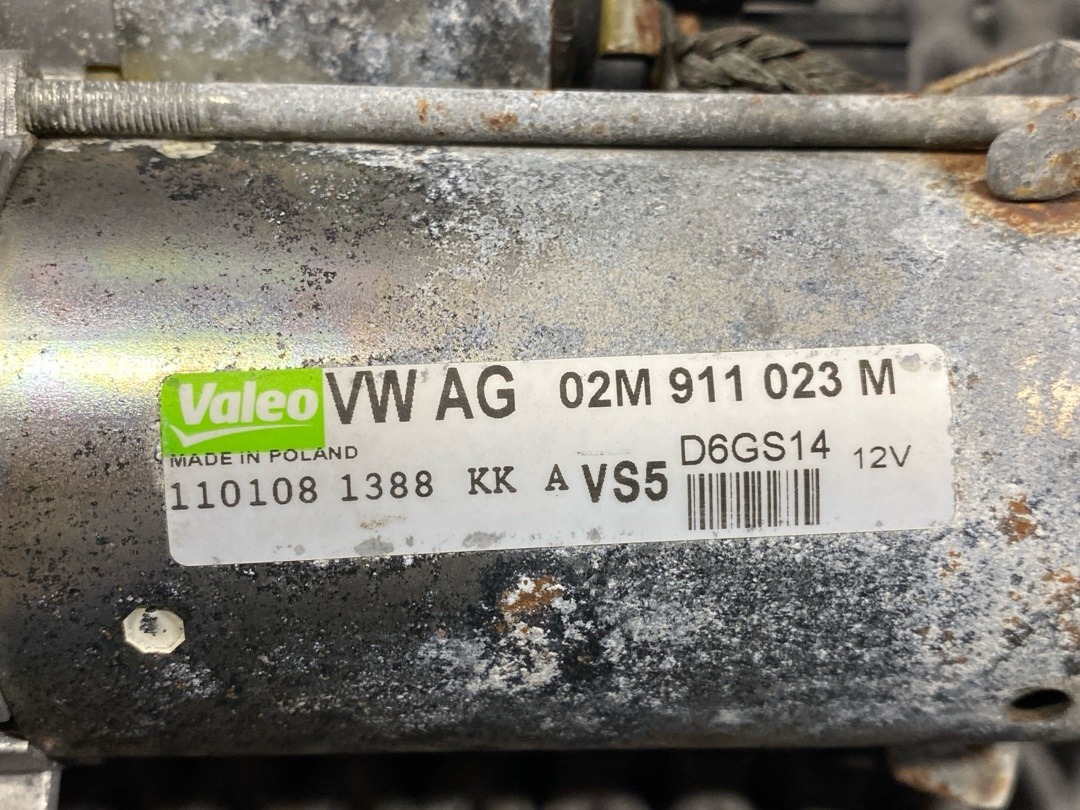 Valeo VW AG 02M 911 023 M
MADE IN POLAND
D6GS14 12V
110108 1388 KK A VS5